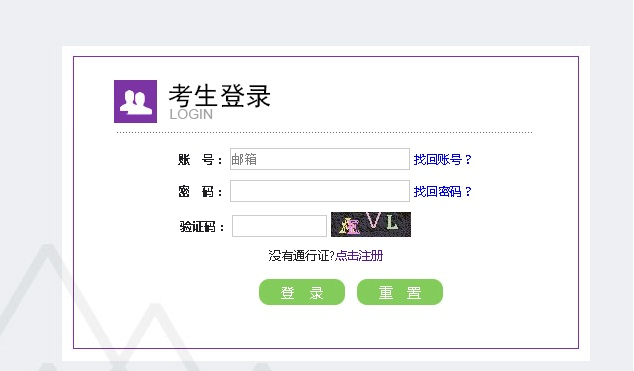 考生登录
LOGIN
账 号： 邮箱 找回账号？
密 码： 找回密码？
验证码：
没有通行证?点击注册
登 录 重 置